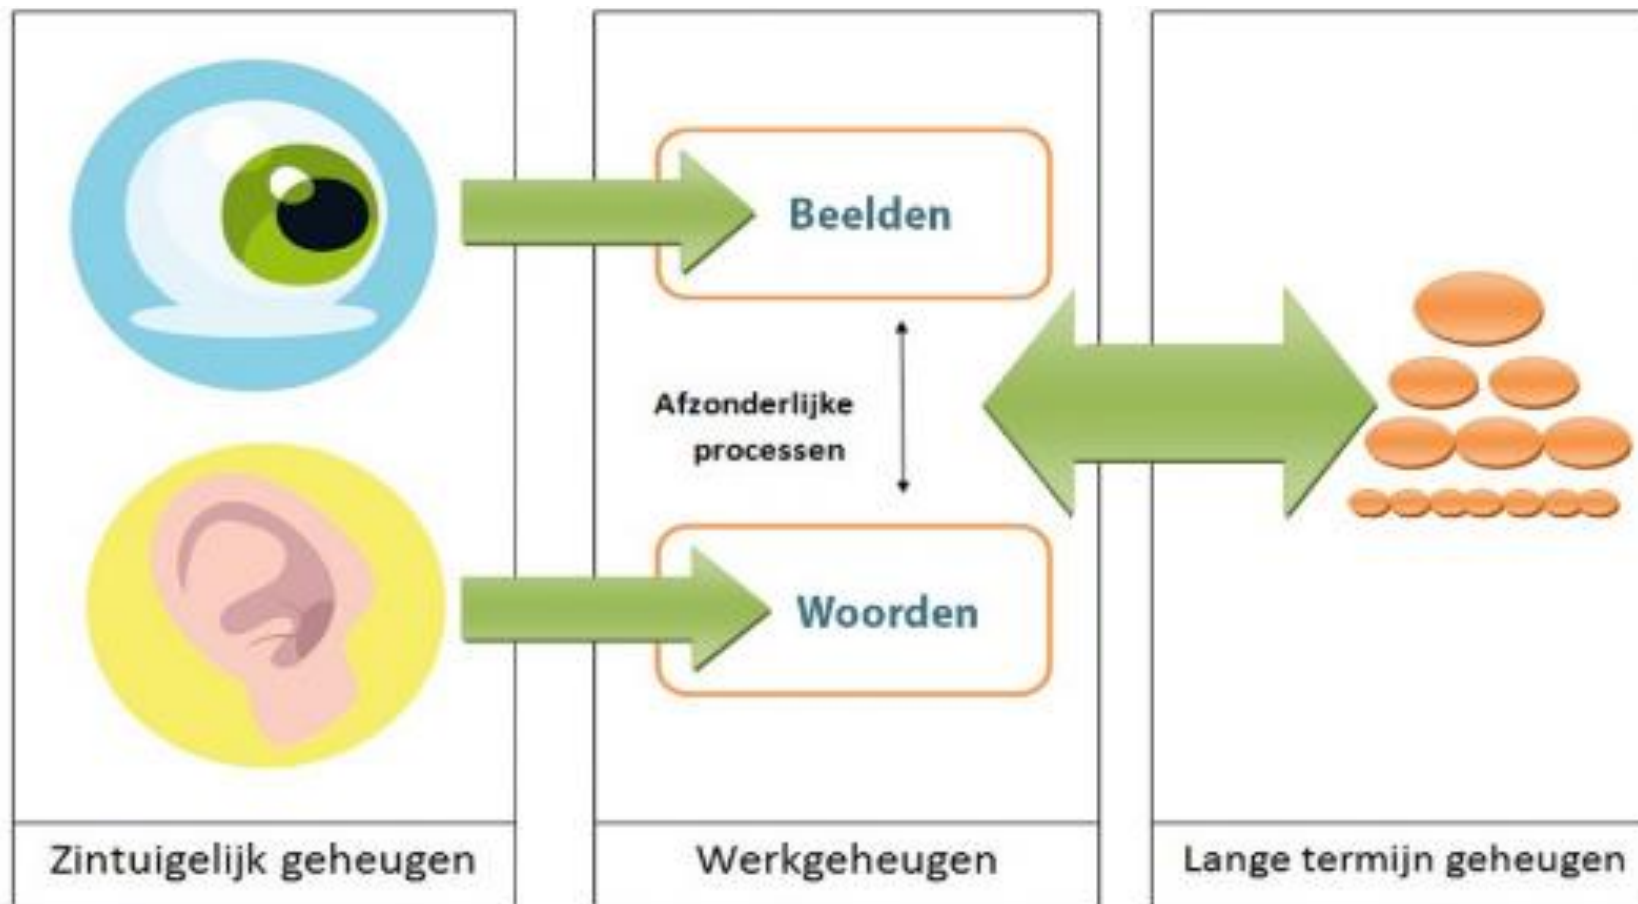 Beelden
Afzonderlijke
processen
Woorden
Zintuigelijk geheugen
Werkgeheugen
Lange termijn geheugen